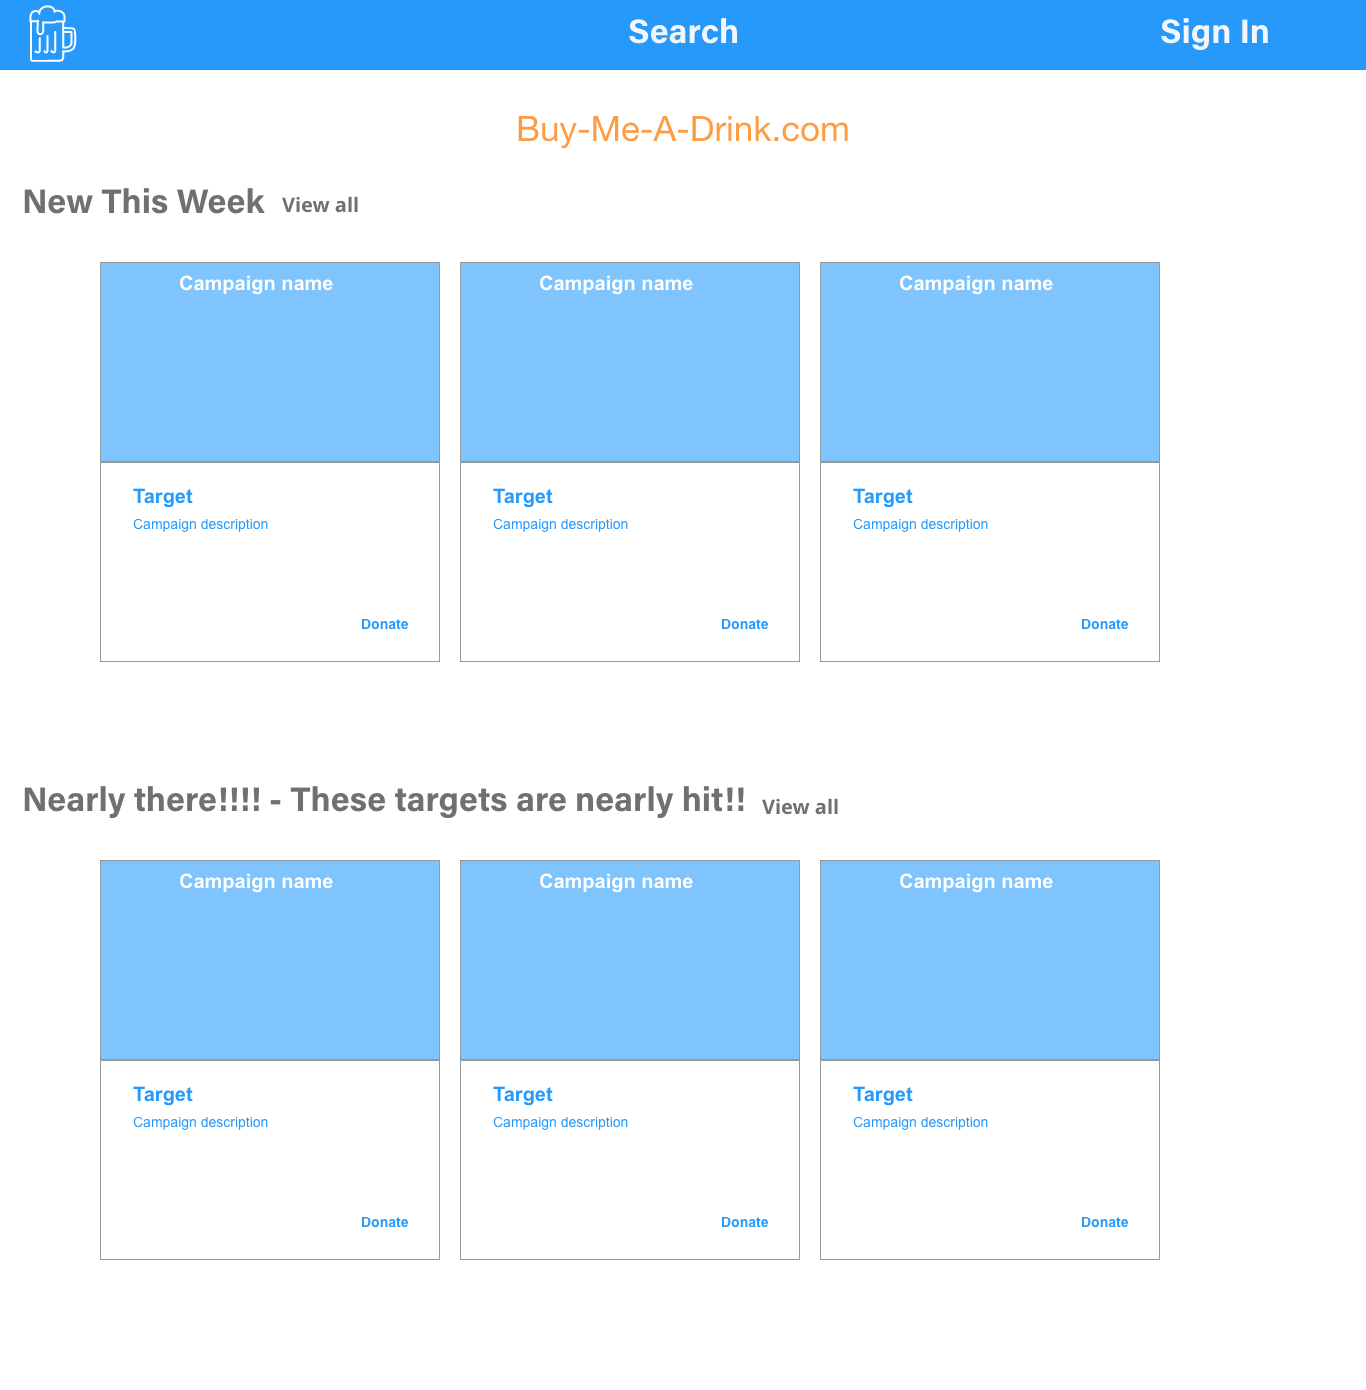 Search
Sign In
Buy-Me-A-Drink.com
New This Week View all
Campaign name
Campaign name
Campaign name
Target
Campaign description
Donate
Target
Campaign description
Donate
Target
Campaign description
Donate
Nearly there!!!! - These targets are nearly hit!! View all
Campaign name
Campaign name
Campaign name
Target
Campaign description
Donate
Target
Campaign description
Donate
Target
Campaign description
Donate